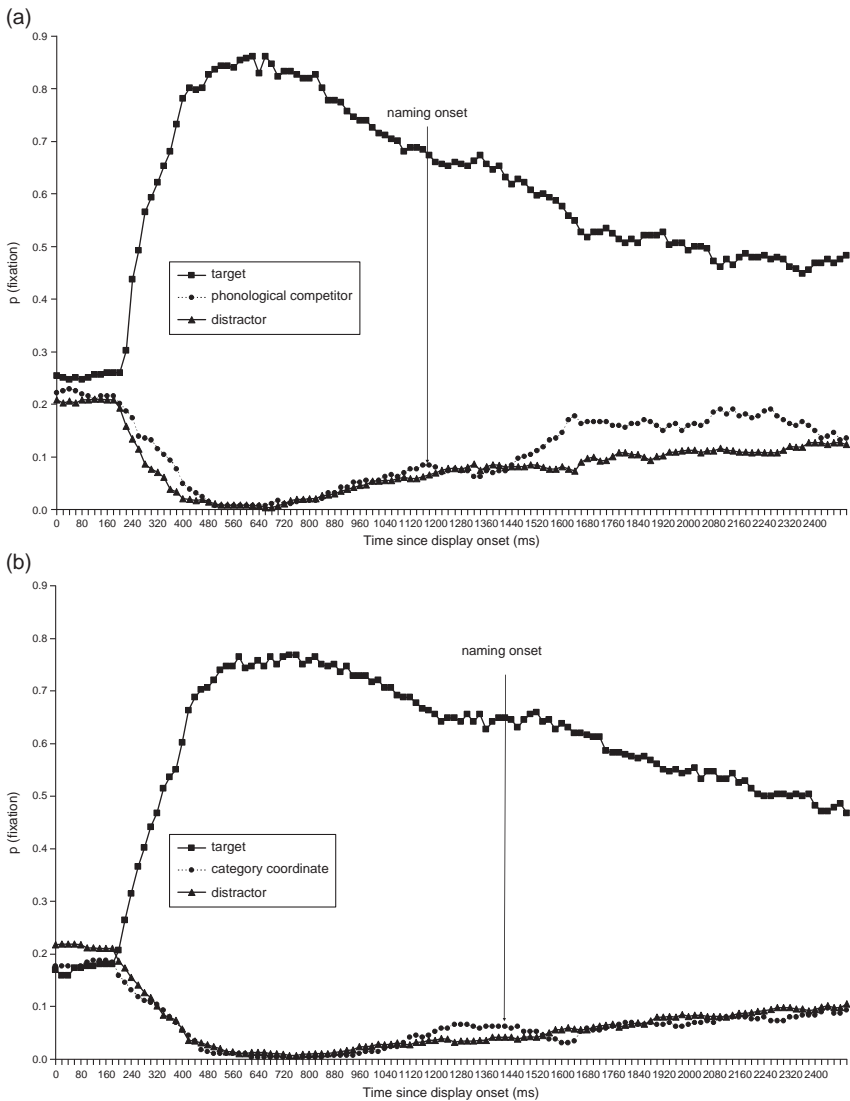 (a)
0.9
0.8
0.7
0.6
0.5
0.4
0.3
0.2
0.1
0.0
p (fixation)
naming onset
target
phonological competitor
distractor
0 80 160 240 320 400 480 560 640 720 800 880 960 1040 1120 1200 1280 1360 1440 1520 1600 1680 1760 1840 1920 2000 2080 2160 2240 2320 2400
Time since display onset (ms)
(b)
0.9
0.8
0.7
0.6
0.5
0.4
0.3
0.2
0.1
0.0
p (fixation)
naming onset
target
category coordinate
distractor
0 80 160 240 320 400 480 560 640 720 800 880 960 1040 1120 1200 1280 1360 1440 1520 1600 1680 1760 1840 1920 2000 2080 2160 2240 2320 2400
Time since display onset (ms)